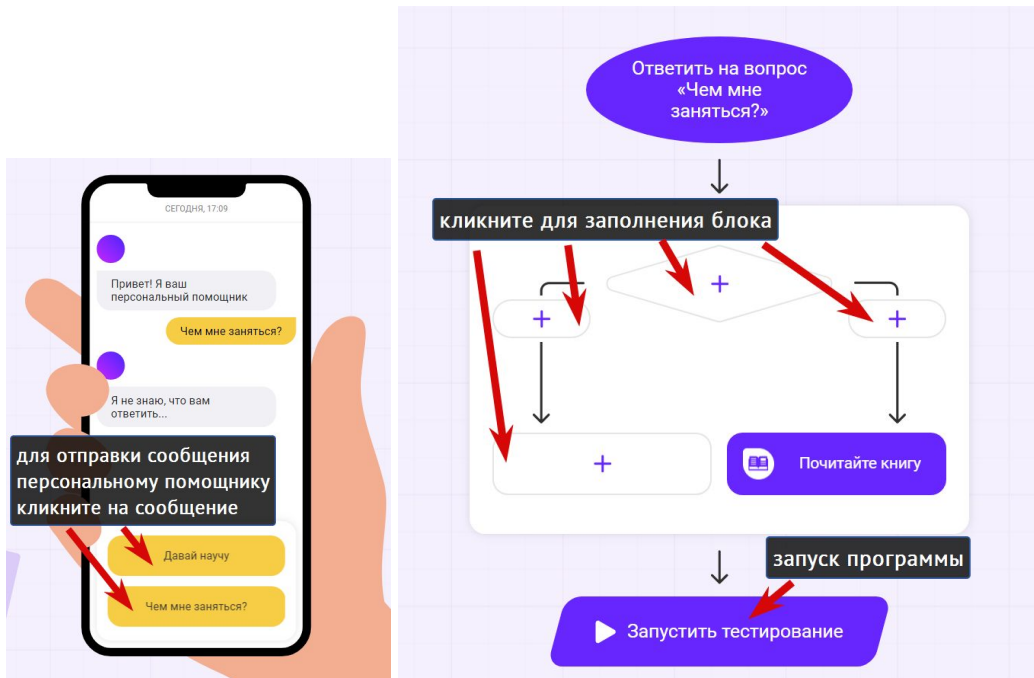 СЕГОДНЯ, 17:09
Привет! Я ваш
персональный помощник
Чем мне заняться?
Я не знаю, что вам
ответить...
для отправки сообщения
персональному помощнику
кликните на сообщение
Давай научу
Чем мне заняться?
Ответить на вопрос
«Чем мне
заняться?»
кликните для заполнения блока
+
+
+
+
Почитайте книгу
запуск программы
Запустить тестирование